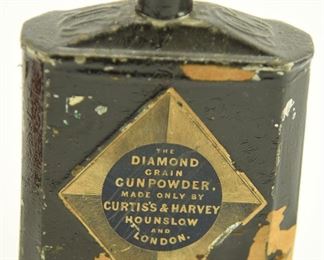 THE
DIAMOND
GRAIN
GUNPOWDER,
MADE ONLY BY
CURTIS'S & HARVEY
HOUNSLOW
AND
LONDON.